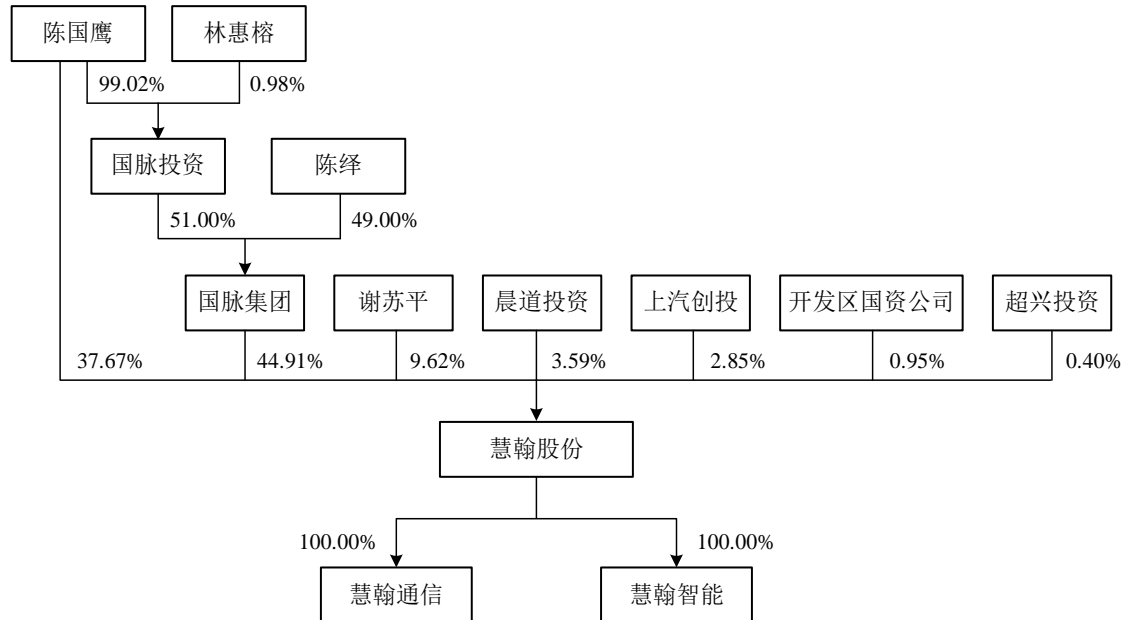 陈国鹰
林惠榕
99.02%
0.98%
国脉投资
陈绎
51.00%
49.00%
国脉集团
谢苏平
晨道投资
上汽创投
开发区国资公司
超兴投资
37.67%
44.91%
9.62%
3.59%
2.85%
0.95%
0.40%
慧翰股份
100.00%
100.00%
慧翰通信
慧翰智能